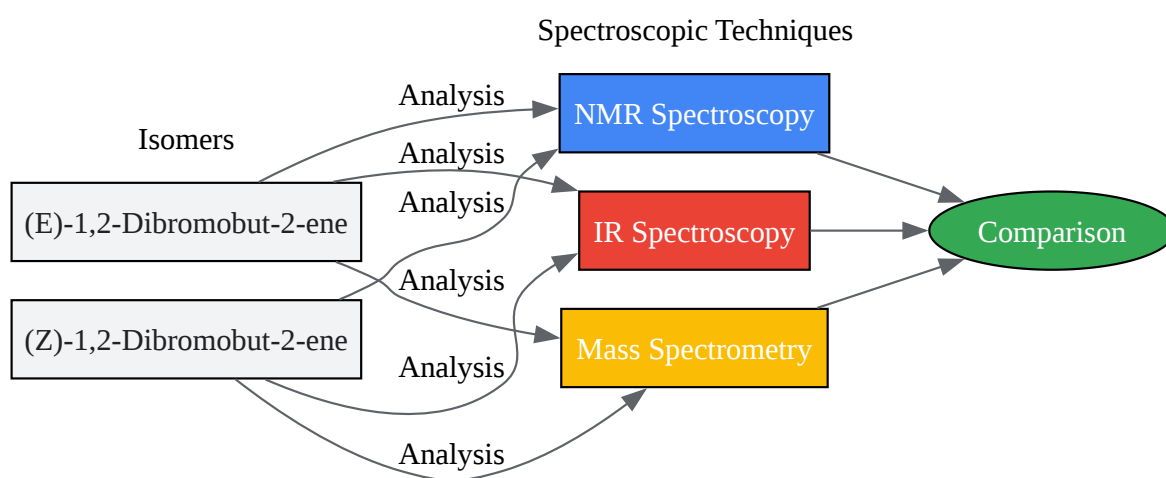 Spectroscopic Techniques
Isomers
Analysis
NMR Spectroscopy
Analysis
Analysis
(E)-1,2-Dibromobut-2-ene
IR Spectroscopy
Comparison
Analysis
(Z)-1,2-Dibromobut-2-ene
Mass Spectrometry
Analysis
Analysis